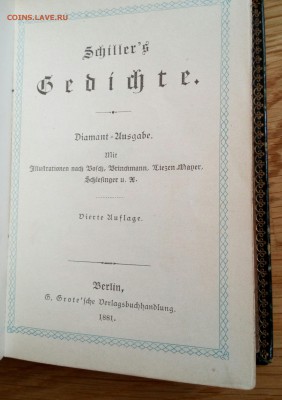 COINS.LAVE.RU
Schiller's
Gedichte.
Diamant-Ausgabe.
Mit
Illustrationen nach Bosch, Brinckmann, Liezen-Mayer,
Schlesinger u. A.
Vierte Auflage.
Berlin,
G. Grote'sche Verlagsbuchhandlung.
1881.